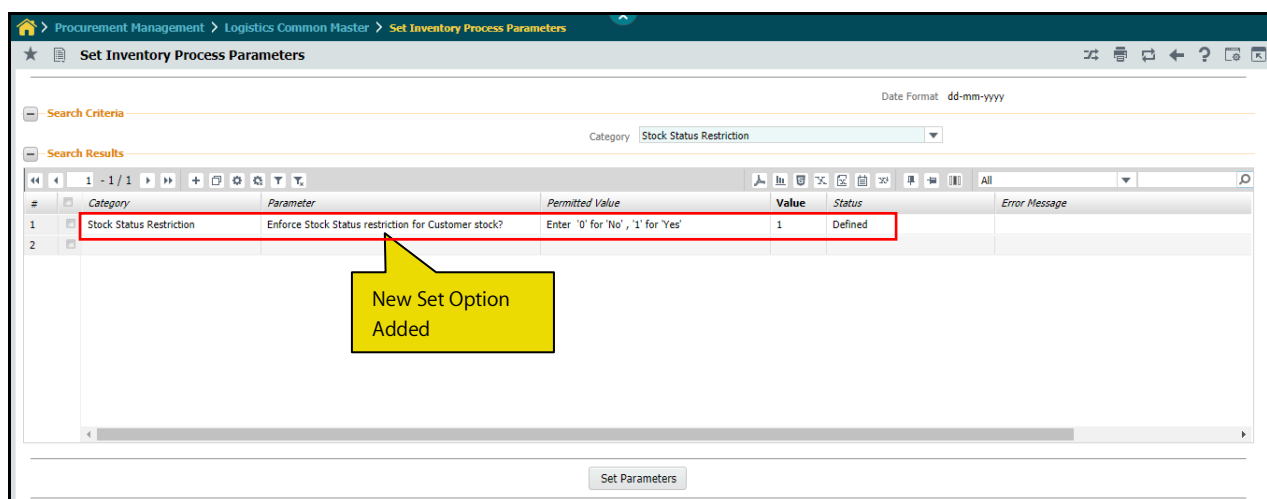 Procurement Management > Logistics Common Master > Set Inventory Process Parameters
Set Inventory Process Parameters
Date Format dd-mm-yyyy
Search Criteria
Category Stock Status Restriction
Search Results
1 - 1 / 1 All
# Category Parameter Permitted Value Value Status Error Message
1 Stock Status Restriction Enforce Stock Status restriction for Customer stock? Enter '0' for 'No' , '1' for 'Yes' 1 Defined
2
New Set Option
Added
Set Parameters